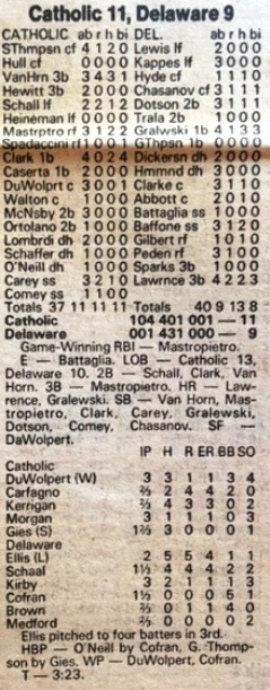 Catholic 11, Delaware 9
CATHOLIC ab r h bi DEL. ab r h bi
SThmpsn cf 4 1 2 0 Lewis lf 2 0 0 0
Hull cf 0 0 0 0 Kappes lf 3 0 0 0
VanHrn 3b 3 4 3 1 Hyde cf 1 1 1 0
Hewitt 3b 2 0 0 0 Chasanov cf 3 1 1 1
Schall lf 2 2 1 2 Dotson 2b 3 1 1 1
Heineman lf 0 0 0 0 Trala 2b 1 0 0 0
Mastrptro rf 3 1 2 2 Gralwski 1b 4 1 3 3
Spadaccini rf 1 0 0 1 GThpsn 1b 0 0 0 0
Clark 1b 4 0 2 4 Dickersn dh 2 0 0 0
Caserta 1b 2 0 0 0 Hmmnd dh 3 0 0 0
DuWolprt c 3 0 0 1 Clarke c 3 1 1 0
Walton c 1 0 0 0 Abbott c 2 0 1 0
McNsby 2b 3 0 0 0 Battaglia ss 1 0 0 0
Ortolano 2b 1 0 0 0 Baffone ss 3 1 2 0
Lombrdi dh 2 0 0 0 Gilbert rf 1 0 1 0
Schaffer dh 1 0 0 0 Peden rf 3 1 0 0
O'Neill dh 1 0 0 0 Sparks 3b 1 0 0 0
Carey ss 3 2 1 0 Lawrnce 3b 4 2 2 3
Comey ss 1 1 0 0
Totals 37 11 11 11 Totals 40 9 13 8
Catholic 104 401 001 — 11
Delaware 001 431 000 — 9
Game-Winning RBI — Mastropietro.
E — Battaglia. LOB — Catholic 13,
Delaware 10. 2B — Schall, Clark, Van
Horn. 3B — Mastropietro. HR — Law-
rence, Gralewski. SB — Van Horn, Mas-
tropietro, Clark, Carey, Gralewski,
Dotson, Comey, Chasanov. SF —
DaWolpert.
IP H R ER BB SO
Catholic
DuWolpert (W) 3 3 1 1 3 4
Carfagno ⅔ 2 4 4 2 0
Kerrigan ⅔ 4 3 3 0 2
Morgan 3 1 1 1 0 3
Gies (S) 1⅔ 3 0 0 0 1
Delaware
Ellis (L) 2 5 5 4 1 1
Schaal 1⅓ 4 4 4 2 2
Kirby 3 2 1 1 1 3
Cofran 1⅓ 0 0 0 5 1
Brown ⅔ 0 1 1 4 0
Medford ⅔ 0 0 0 0 2
Ellis pitched to four batters in 3rd.
HBP — O'Neill by Cofran, G. Thomp-
son by Gies. WP — DuWolpert, Cofran.
T — 3:23.